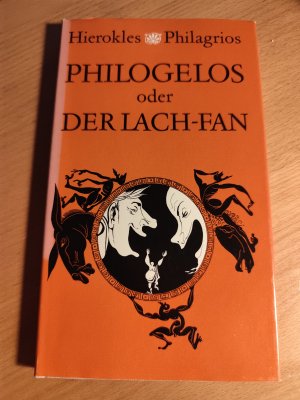 Hierokles Philagrios
PHILOGELOS
oder
DER LACH-FAN